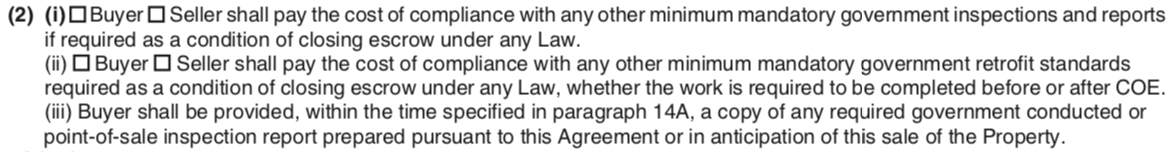 (2) (i)☐Buyer☐Seller shall pay the cost of compliance with any other minimum mandatory government inspections and reports
if required as a condition of closing escrow under any Law.
(ii) ☐ Buyer ☐ Seller shall pay the cost of compliance with any other minimum mandatory government retrofit standards
required as a condition of closing escrow under any Law, whether the work is required to be completed before or after COE.
(iii) Buyer shall be provided, within the time specified in paragraph 14A, a copy of any required government conducted or
point-of-sale inspection report prepared pursuant to this Agreement or in anticipation of this sale of the Property.